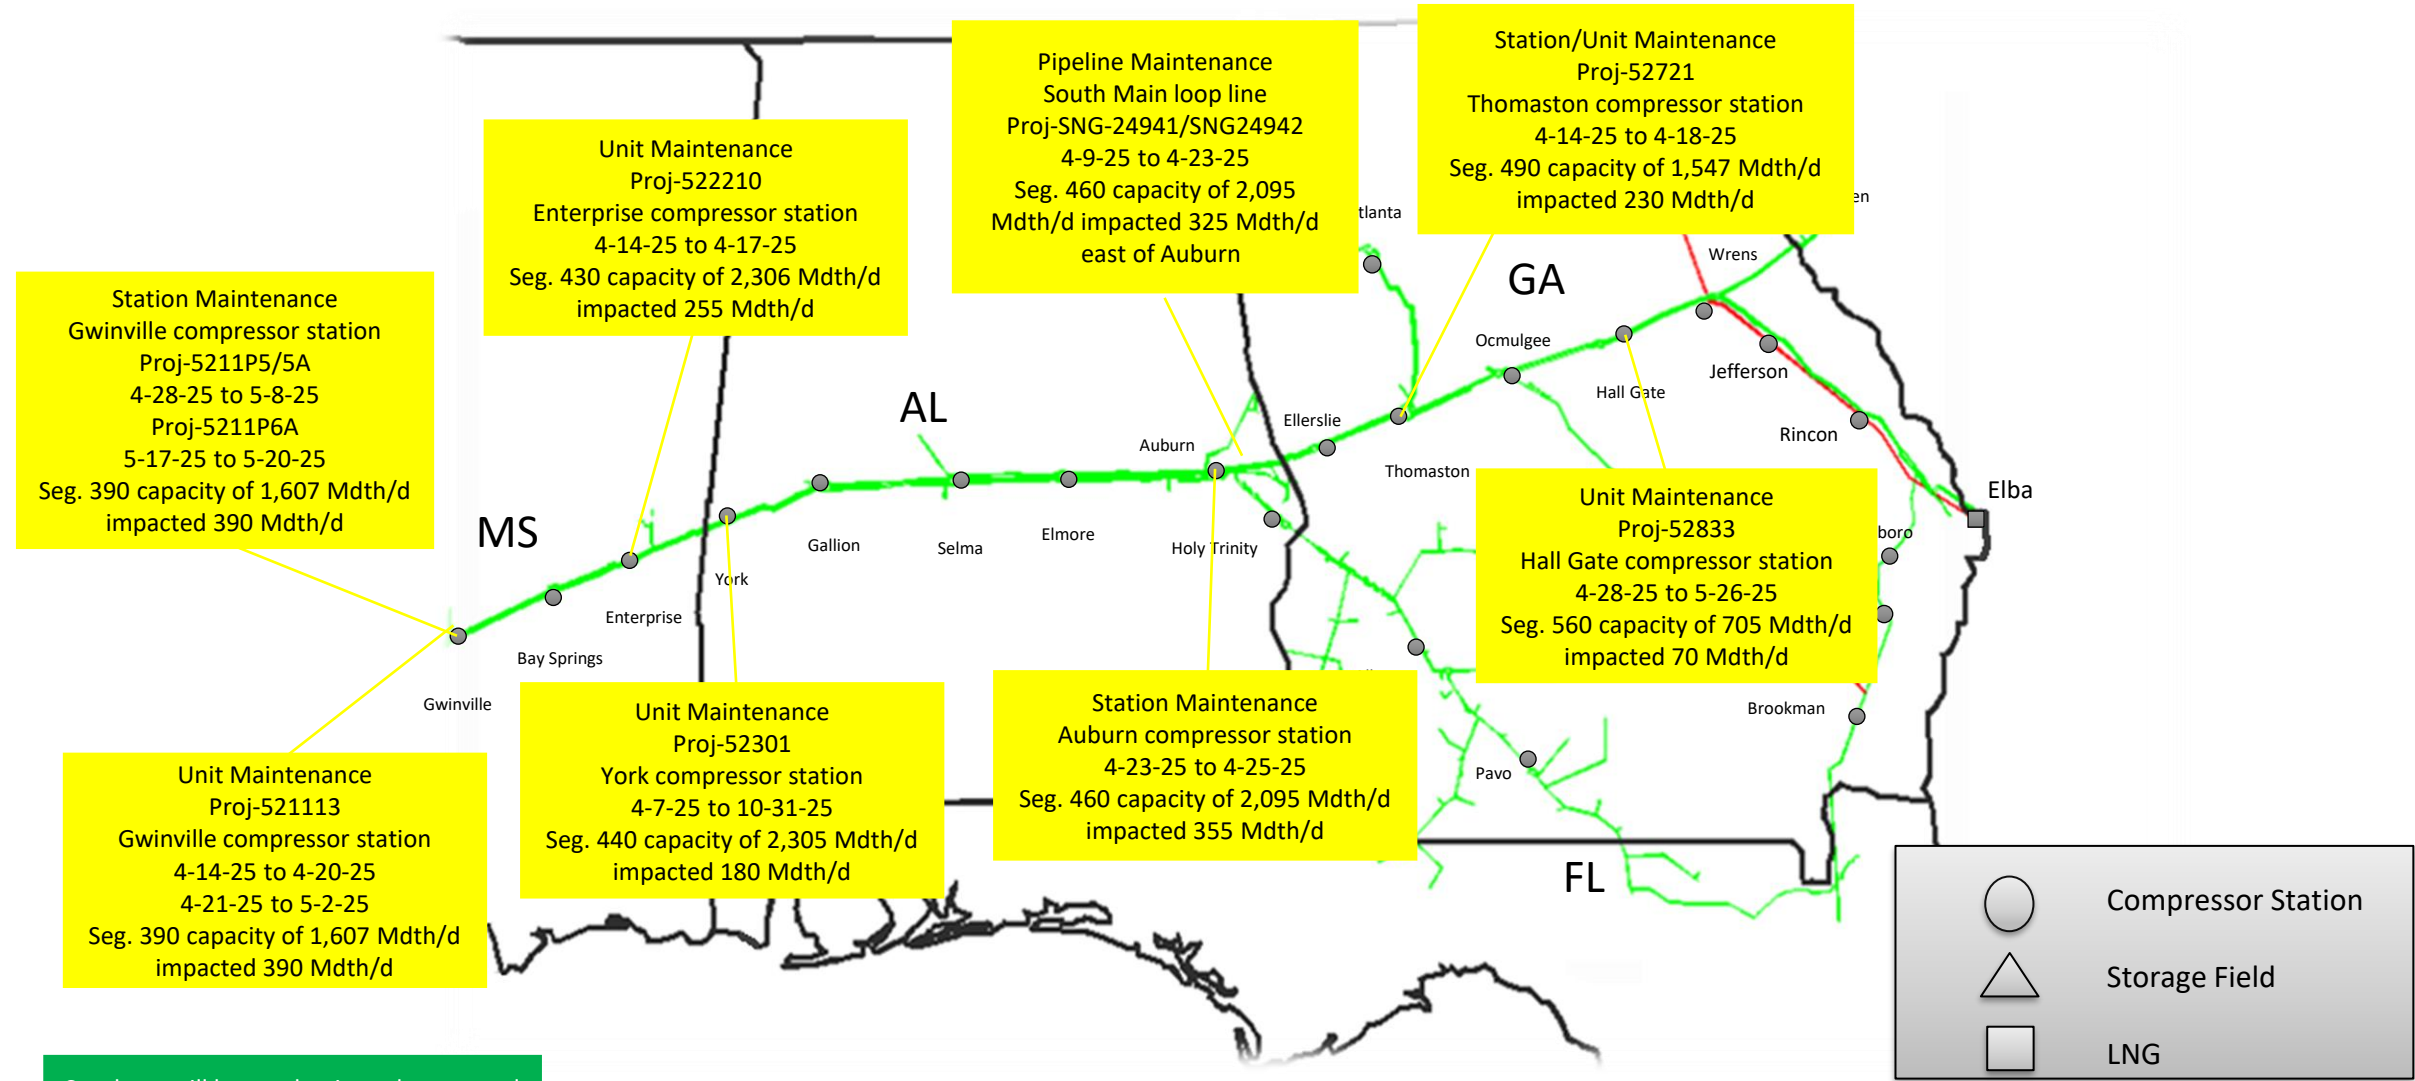 Station/Unit Maintenance
Proj-52721
Thomaston compressor station
4-14-25 to 4-18-25
Seg. 490 capacity of 1,547 Mdth/d
impacted 230 Mdth/d
Pipeline Maintenance
South Main loop line
Proj-SNG-24941/SNG24942
4-9-25 to 4-23-25
Seg. 460 capacity of 2,095
Mdth/d impacted 325 Mdth/d
east of Auburn
Unit Maintenance
Proj-522210
Enterprise compressor station
4-14-25 to 4-17-25
Seg. 430 capacity of 2,306 Mdth/d
impacted 255 Mdth/d
Station Maintenance
Gwinville compressor station
Proj-5211P5/5A
4-28-25 to 5-8-25
Proj-5211P6A
5-17-25 to 5-20-25
Seg. 390 capacity of 1,607 Mdth/d
impacted 390 Mdth/d
tlanta
en
Wrens
GA
Ocmulgee
Jefferson
Hall Gate
AL
Ellerslie
Auburn
Rincon
Thomaston
Elba
MS
Gallion
Selma
Elmore
Holy Trinity
boro
York
Enterprise
Bay Springs
Gwinville
Brookman
Pavo
FL
Unit Maintenance
Proj-52833
Hall Gate compressor station
4-28-25 to 5-26-25
Seg. 560 capacity of 705 Mdth/d
impacted 70 Mdth/d
Station Maintenance
Auburn compressor station
4-23-25 to 4-25-25
Seg. 460 capacity of 2,095 Mdth/d
impacted 355 Mdth/d
Unit Maintenance
Proj-52301
York compressor station
4-7-25 to 10-31-25
Seg. 440 capacity of 2,305 Mdth/d
impacted 180 Mdth/d
Unit Maintenance
Proj-521113
Gwinville compressor station
4-14-25 to 4-20-25
4-21-25 to 5-2-25
Seg. 390 capacity of 1,607 Mdth/d
impacted 390 Mdth/d
Compressor Station
Storage Field
LNG